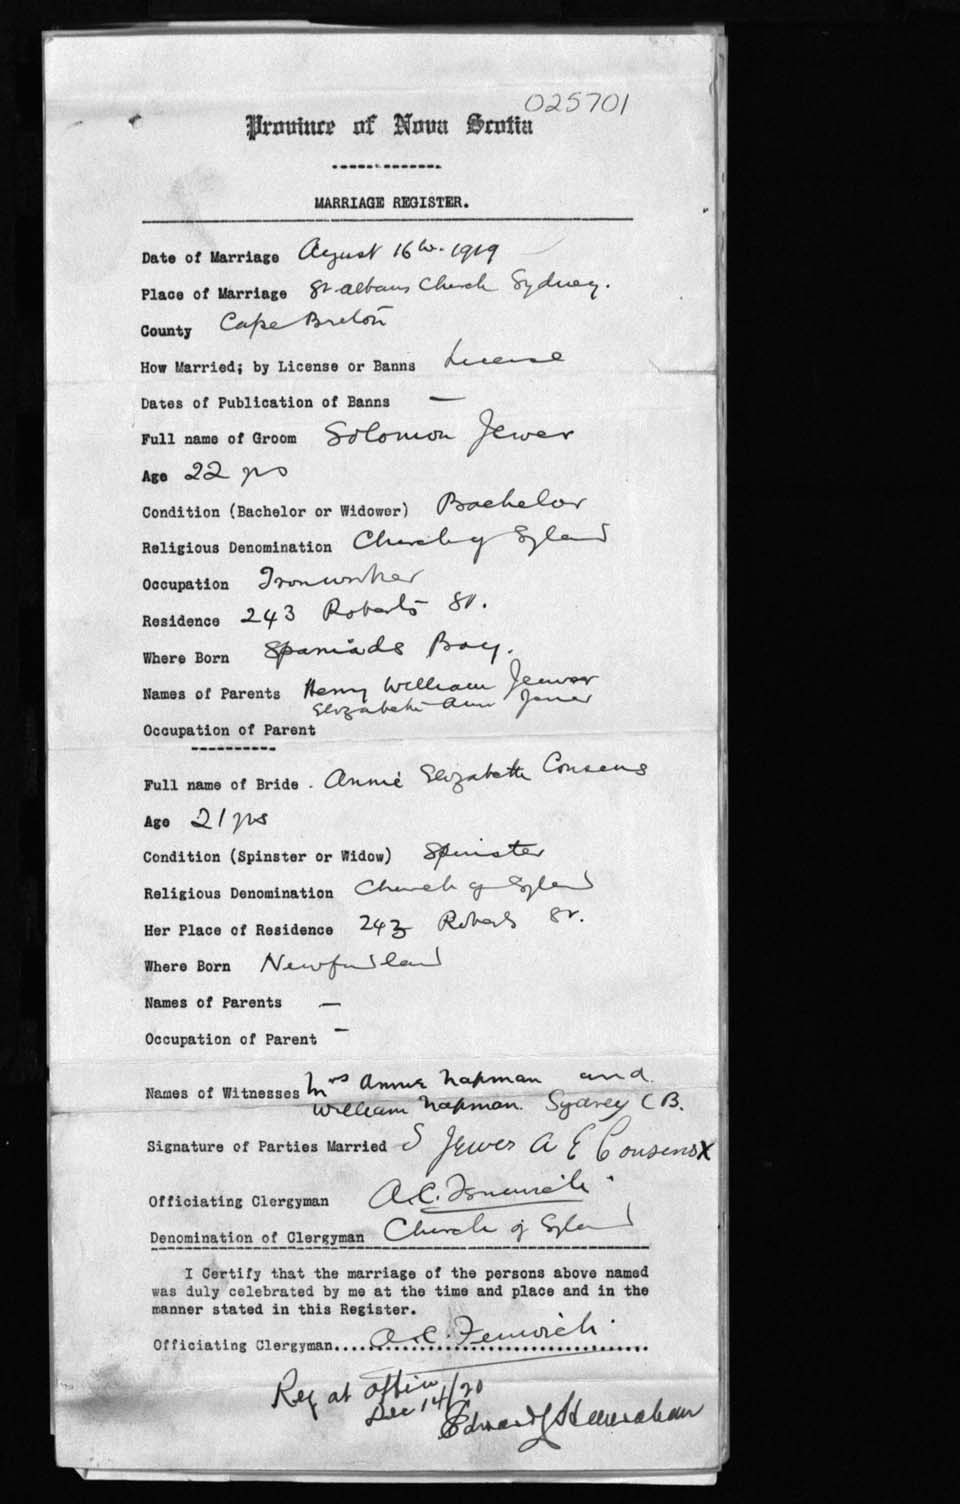 025701
Province of Nova Scotia
MARRIAGE REGISTER.
Date of Marriage August 16th. 1919
Place of Marriage St. Albans Church Sydney.
County Cape Breton
How Married; by License or Banns License
Dates of Publication of Banns —
Full name of Groom Solomon Jewer
Age 22 yrs
Condition (Bachelor or Widower) Bachelor
Religious Denomination Church of England
Occupation Ironworker
Residence 243 Roberts St.
Where Born Spaniads Bay.
Names of Parents Henry William Jewer
Elizabeth Ann Jewer
Occupation of Parent
Full name of Bride. Annie Elizabeth Consens
Age 21 yrs
Condition (Spinster or Widow) Spinster
Religious Denomination Church of England
Her Place of Residence 243 Roberts St.
Where Born Newfundland
Names of Parents —
Occupation of Parent —
Names of Witnesses Mrs Annie Napman and
William Napman. Sydney C B.
Signature of Parties Married S Jewer A E Consens X
Officiating Clergyman A.C. Fenwick.
Denomination of Clergyman Church of England
I Certify that the marriage of the persons above named
was duly celebrated by me at the time and place and in the
manner stated in this Register.
Officiating Clergyman.... A.C. Fenwick.
Reg at office
Dec 14/20
Edward